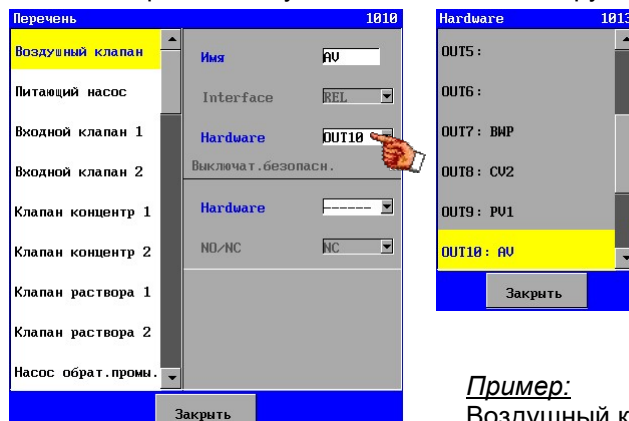 Перечень 1010
Воздушный клапан
Питающий насос
Входной клапан 1
Входной клапан 2
Клапан концентр 1
Клапан концентр 2
Клапан раствора 1
Клапан раствора 2
Насос обрат.промы.
Имя AV
Interface REL
Hardware OUT10
Выключат.безопасн.
Hardware ------
NO/NC NC
Закрыть
Hardware 1013
OUT5:
OUT6:
OUT7: BWP
OUT8: CV2
OUT9: PV1
OUT10: AV
Закрыть
Пример:
Воздушный к